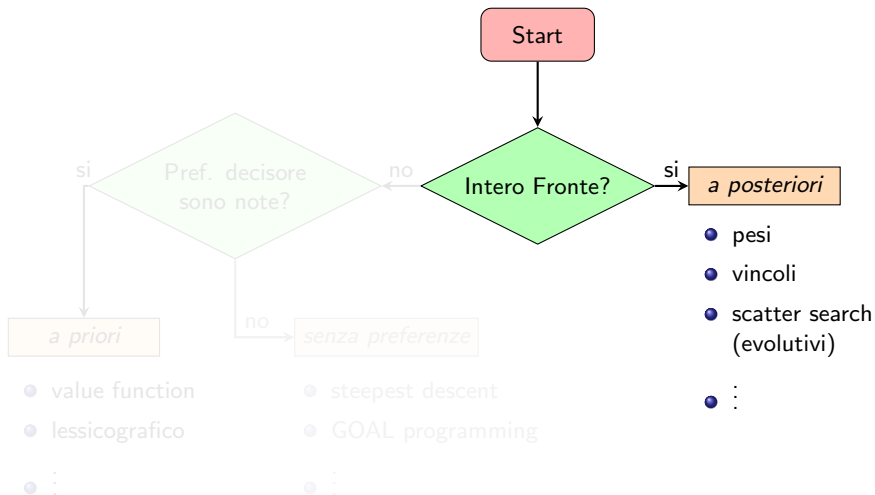 Start
Intero Fronte?
si
a posteriori
pesi
vincoli
scatter search
(evolutivi)
⋮
no
Pref. decisore
sono note?
si
a priori
value function
lessicografico
⋮
no
senza preferenze
steepest descent
GOAL programming
⋮